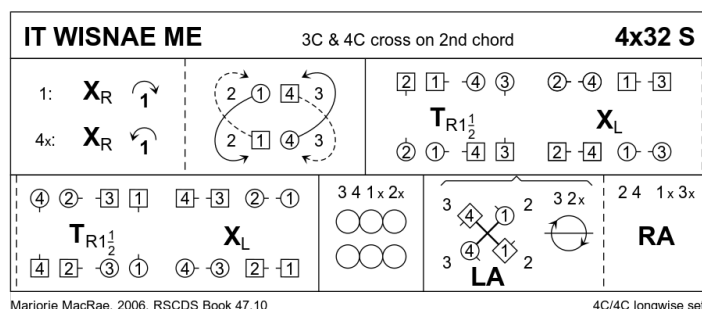 IT WISNAE ME 3C & 4C cross on 2nd chord 4x32 S
1: XR 1
4x: XR 1
2 1 4 3
2 1 4 3
2 1 4 3 2 4 1 3
TR1½ XL
2 1 4 3 2 4 1 3
4 2 3 1 4 3 2 1
TR1½ XL
4 2 3 1 4 3 2 1
3 4 1x 2x
3 4 1 2 3 2x
3 4 1 2
LA
2 4 1x 3x
RA
Marjorie MacRae, 2006, RSCDS Book 47.10 4C/4C longwise set